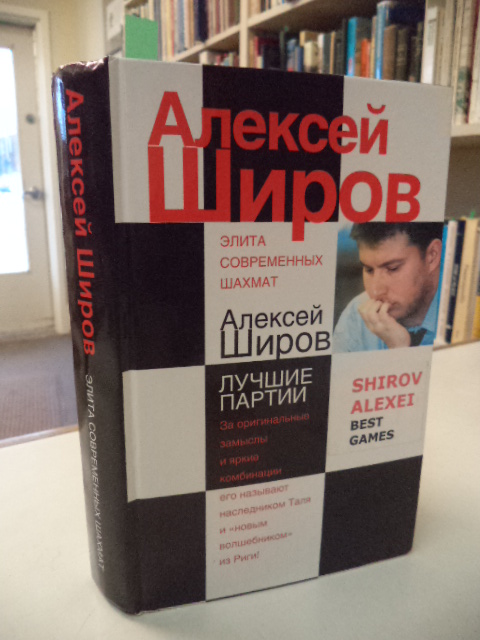 Алексей
Широв
ЭЛИТА
СОВРЕМЕННЫХ
ШАХМАТ
Алексей
Широв
ЛУЧШИЕ
ПАРТИИ
За оригинальные
замыслы
и яркие
комбинации
его называют
наследником Таля
и «новым
волшебником»
из Риги!
SHIROV
ALEXEI
BEST
GAMES
Алексей Широв
ЭЛИТА СОВРЕМЕННЫХ ШАХМАТ